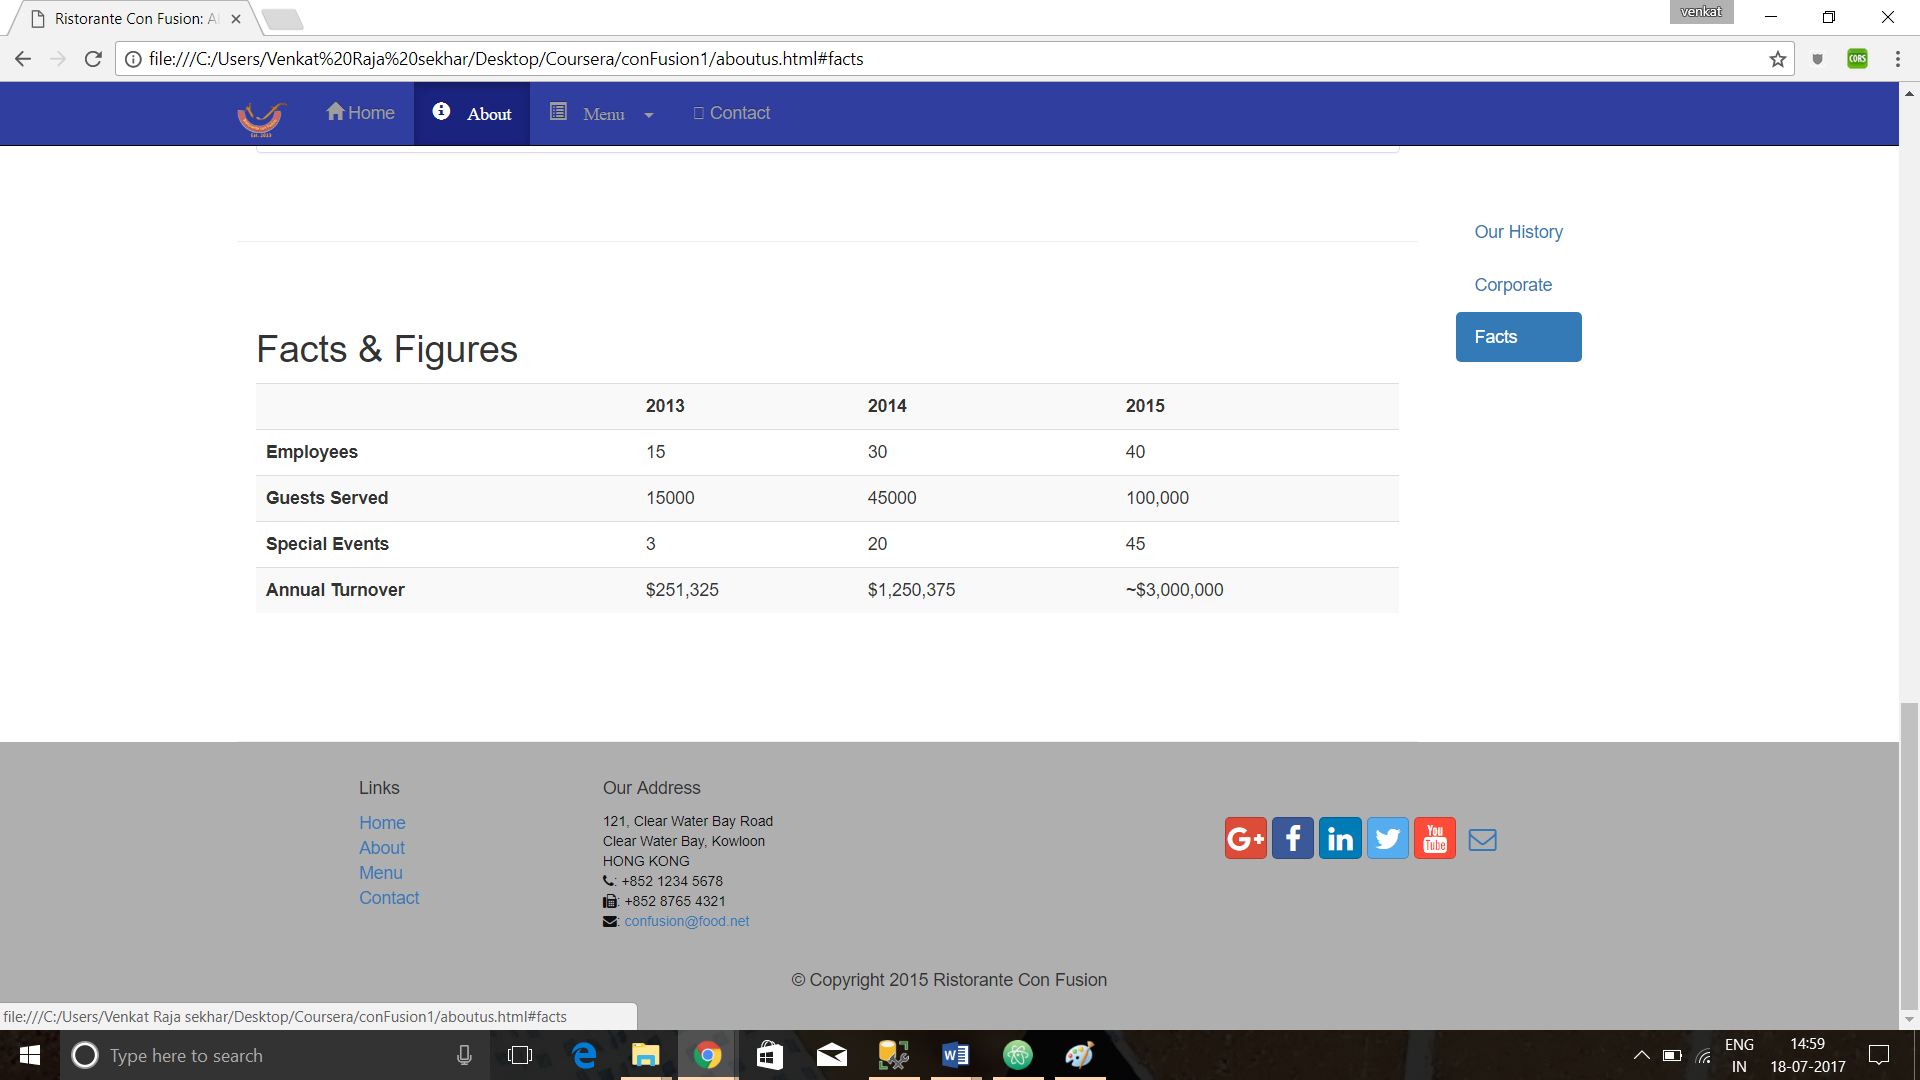 Ristorante Con Fusion: A
venkat
file:///C:/Users/Venkat%20Raja%20sekhar/Desktop/Coursera/conFusion1/aboutus.html#facts
CORS
Home About Menu Contact
Our History
Corporate
Facts
Facts & Figures
2013 2014 2015
Employees 15 30 40
Guests Served 15000 45000 100,000
Special Events 3 20 45
Annual Turnover $251,325 $1,250,375 ~$3,000,000
Links
Home
About
Menu
Contact
Our Address
121, Clear Water Bay Road
Clear Water Bay, Kowloon
HONG KONG
: +852 1234 5678
: +852 8765 4321
: confusion@food.net
G+ f in You Tube
© Copyright 2015 Ristorante Con Fusion
file:///C:/Users/Venkat Raja sekhar/Desktop/Coursera/conFusion1/aboutus.html#facts
Type here to search
ENG
IN
14:59
18-07-2017